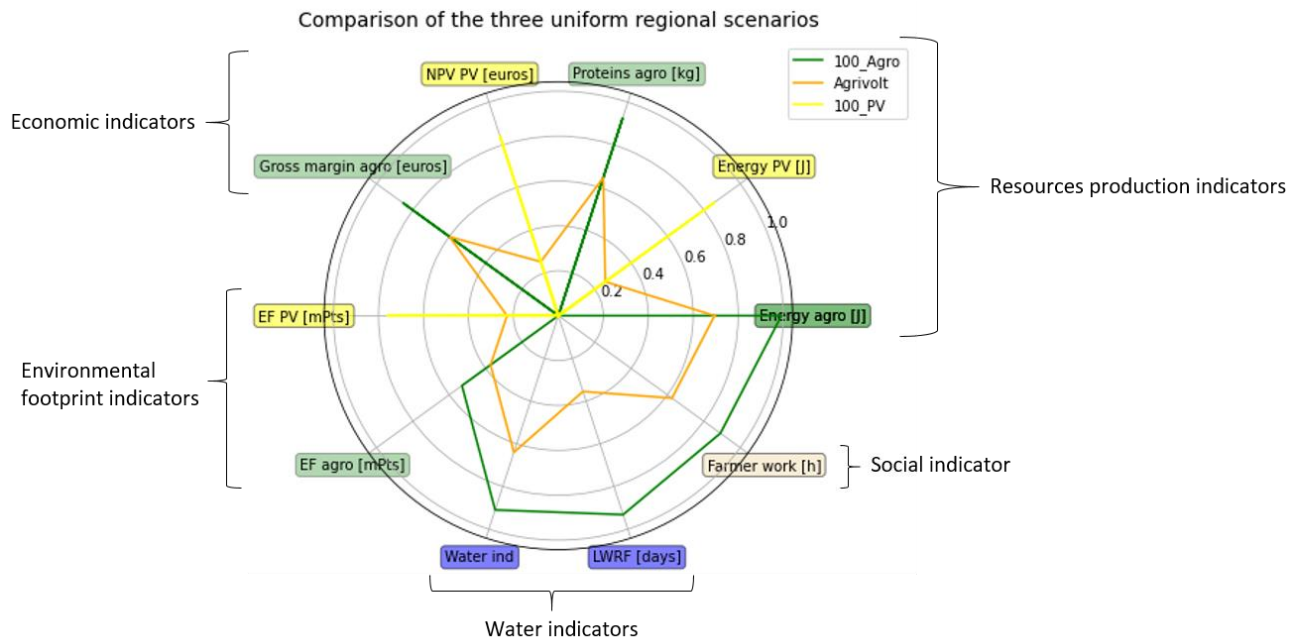 Comparison of the three uniform regional scenarios
NPV PV [euros]
Proteins agro [kg]
100_Agro
Agrivolt
100_PV
Economic indicators
Gross margin agro [euros]
Energy PV [J]
Resources production indicators
1.0
0.8
0.6
0.4
0.2
EF PV [mPts]
Energy agro [J]
Environmental
footprint indicators
EF agro [mPts]
Farmer work [h]
Social indicator
Water ind
LWRF [days]
Water indicators